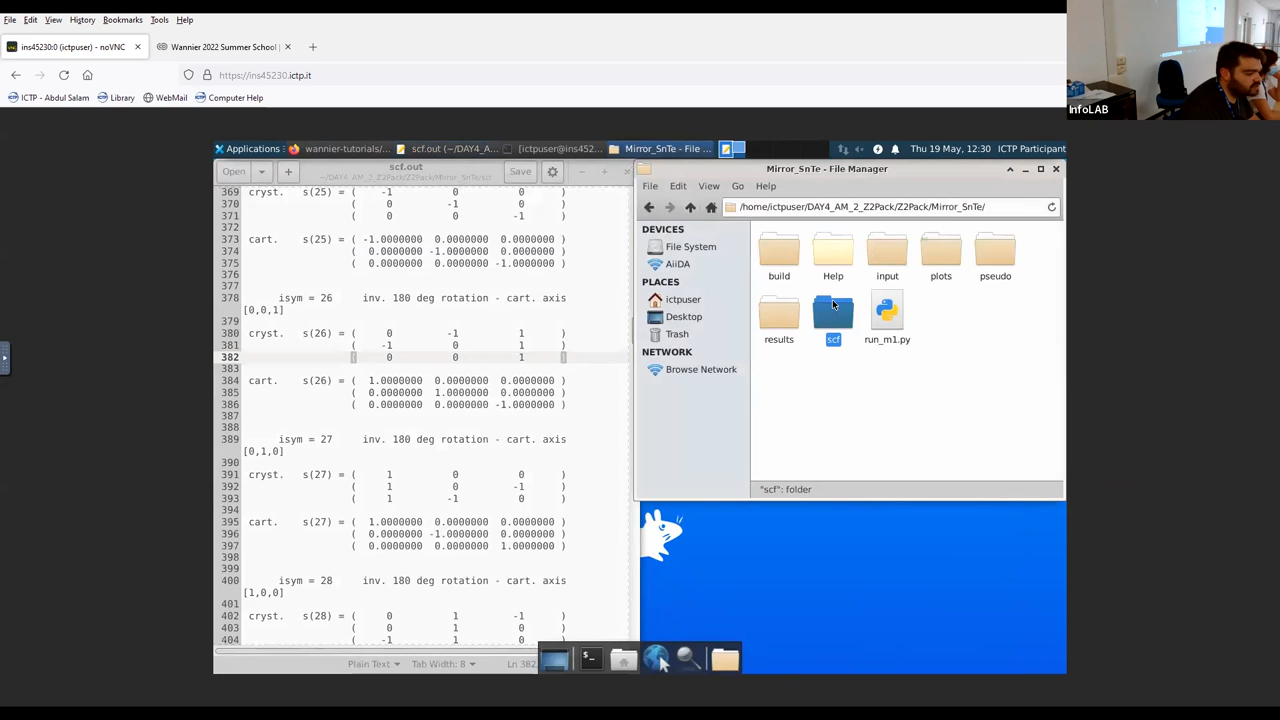 File Edit View History Bookmarks Tools Help
ins45230:0 (ictpuser) - noVNC × Wannier 2022 Summer School | × +
https://ins45230.ictp.it
ICTP - Abdul Salam Library WebMail Computer Help
InfoLAB
Applications wannier-tutorials/... scf.out (~/DAY4_A... [ictpuser@ins452... Mirror_SnTe - File ... Thu 19 May, 12:30 ICTP Participant
Open + scf.out Save
~/DAY4_AM_2_Z2Pack/Z2Pack/Mirror_SnTe/scf
369 cryst. s(25) = ( -1 0 0 )
370 ( 0 -1 0 )
371 ( 0 0 -1 )
372
373 cart. s(25) = ( -1.0000000 0.0000000 0.0000000 )
374 ( 0.0000000 -1.0000000 0.0000000 )
375 ( 0.0000000 0.0000000 -1.0000000 )
376
377
378 isym = 26 inv. 180 deg rotation - cart. axis
[0,0,1]
379
380 cryst. s(26) = ( 0 -1 1 )
381 ( -1 0 1 )
382 ( 0 0 1 )
383
384 cart. s(26) = ( 1.0000000 0.0000000 0.0000000 )
385 ( 0.0000000 1.0000000 0.0000000 )
386 ( 0.0000000 0.0000000 -1.0000000 )
387
388
389 isym = 27 inv. 180 deg rotation - cart. axis
[0,1,0]
390
391 cryst. s(27) = ( 1 0 0 )
392 ( 1 0 -1 )
393 ( 1 -1 0 )
394
395 cart. s(27) = ( 1.0000000 0.0000000 0.0000000 )
396 ( 0.0000000 -1.0000000 0.0000000 )
397 ( 0.0000000 0.0000000 1.0000000 )
398
399
400 isym = 28 inv. 180 deg rotation - cart. axis
[1,0,0]
401
402 cryst. s(28) = ( 0 1 -1 )
403 ( 0 1 0 )
404 ( -1 1 0 )
Plain Text Tab Width: 8 Ln 382
Mirror_SnTe - File Manager
File Edit View Go Help
/home/ictpuser/DAY4_AM_2_Z2Pack/Z2Pack/Mirror_SnTe/
DEVICES
File System
AiiDA
PLACES
ictpuser
Desktop
Trash
NETWORK
Browse Network
build Help input plots pseudo
results scf run_m1.py
"scf": folder